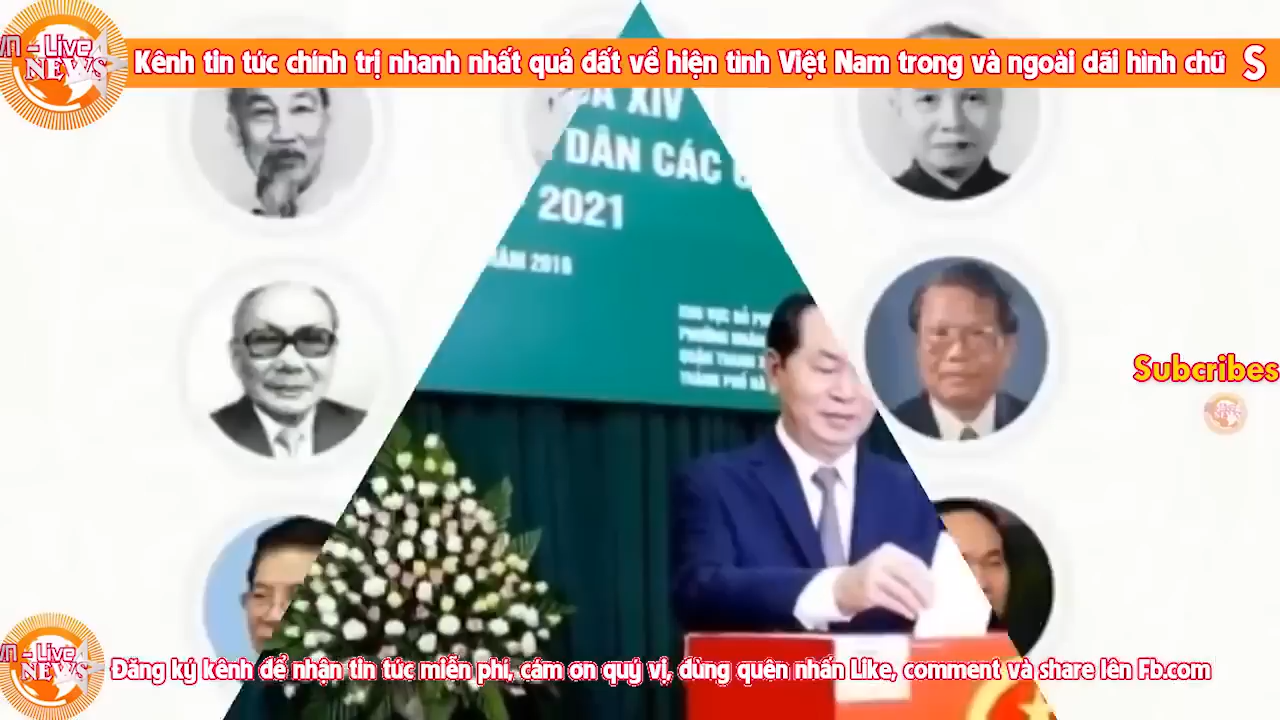 Kênh tin tức chính trị nhanh nhất quả đất về hiện tình Việt Nam trong và ngoài dãi hình chữ S
VN - Live
NEWS
XIV
DÂN CÁC
2021
NĂM 2016
Subcribes
NEWS
VN - Live
NEWS
Đăng ký kênh để nhận tin tức miễn phí, cám ơn quý vị, đừng quên nhấn Like, comment và share lên Fb.com